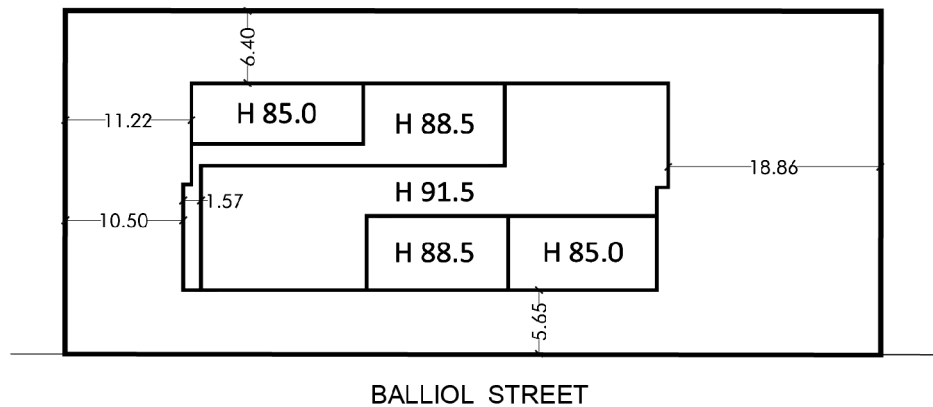 6.40
H 85.0
11.22
H 88.5
18.86
H 91.5
1.57
10.50
H 88.5
H 85.0
5.65
BALLIOL STREET